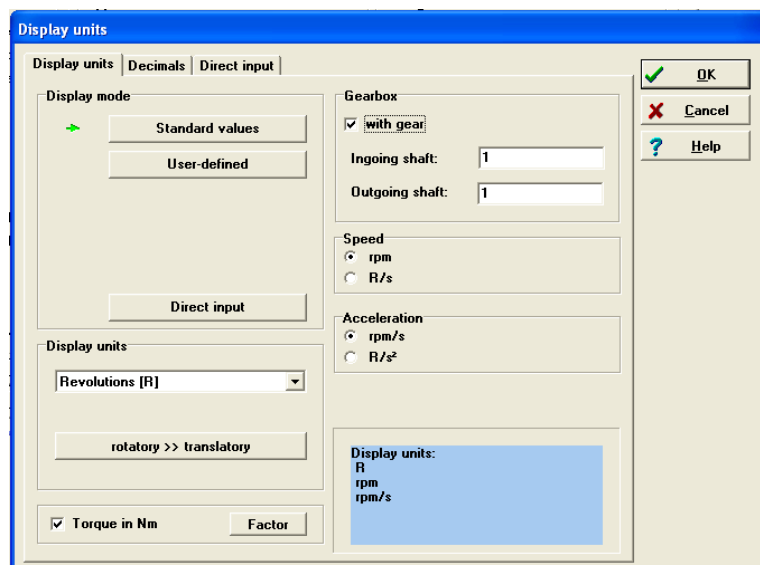 Display units
Display units Decimals Direct input
Display mode
Standard values
User-defined
Direct input
Display units
Revolutions [R]
rotatory >> translatory
Torque in Nm Factor
Gearbox
with gear
Ingoing shaft: 1
Outgoing shaft: 1
Speed
rpm
R/s
Acceleration
rpm/s
R/s²
Display units:
R
rpm
rpm/s
OK
Cancel
Help